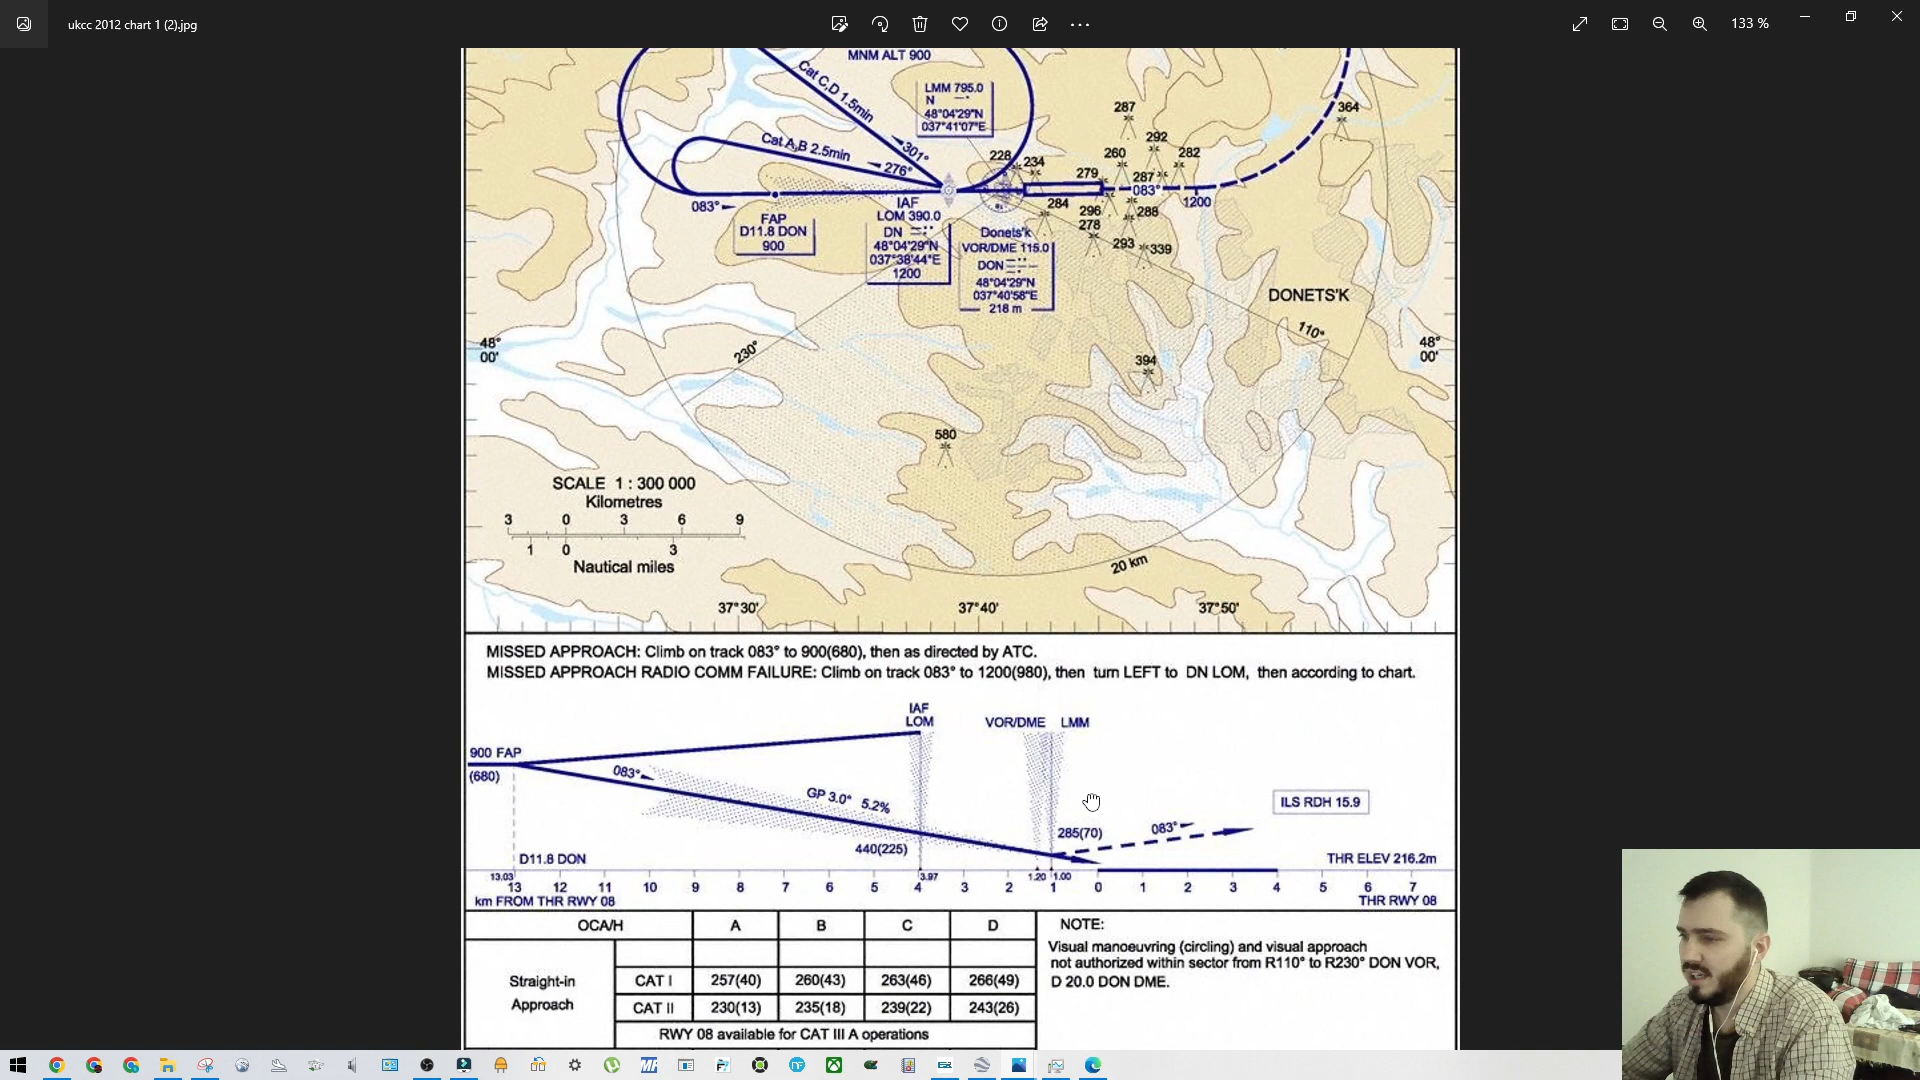 ukcc 2012 chart 1 (2).jpg
133 %
MNM ALT 900
Cat C,D 1.5min
LMM 795.0
N
48°04'29"N
037°41'07"E
287
364
292
Cat A,B 2.5min
301°
276°
228
234
260
282
279
287
083°
083°
1200
FAP
D11.8 DON
900
IAF
LOM 390.0
DN
48°04'29"N
037°38'44"E
1200
Donets'k
VOR/DME 115.0
DON
48°04'29"N
037°40'58"E
218 m
284
296
278
288
293
339
DONETS'K
110°
230°
48°
00'
48°
00'
394
580
SCALE 1 : 300 000
Kilometres
3 0 3 6 9
1 0 3
Nautical miles
20 km
37°30' 37°40' 37°50'
MISSED APPROACH: Climb on track 083° to 900(680), then as directed by ATC.
MISSED APPROACH RADIO COMM FAILURE: Climb on track 083° to 1200(980), then turn LEFT to DN LOM, then according to chart.
IAF
LOM
VOR/DME LMM
900 FAP
(680)
083°
GP 3.0° 5.2%
ILS RDH 15.9
285(70)
083°
440(225)
D11.8 DON
THR ELEV 216.2m
13.03
3.97
1.20
1.00
13 12 11 10 9 8 7 6 5 4 3 2 1 0 1 2 3 4 5 6 7
km FROM THR RWY 08
THR RWY 08
OCA/H A B C D
Straight-in
Approach
CAT I 257(40) 260(43) 263(46) 266(49)
CAT II 230(13) 235(18) 239(22) 243(26)
RWY 08 available for CAT III A operations
NOTE:
Visual manoeuvring (circling) and visual approach
not authorized within sector from R110° to R230° DON VOR,
D 20.0 DON DME.